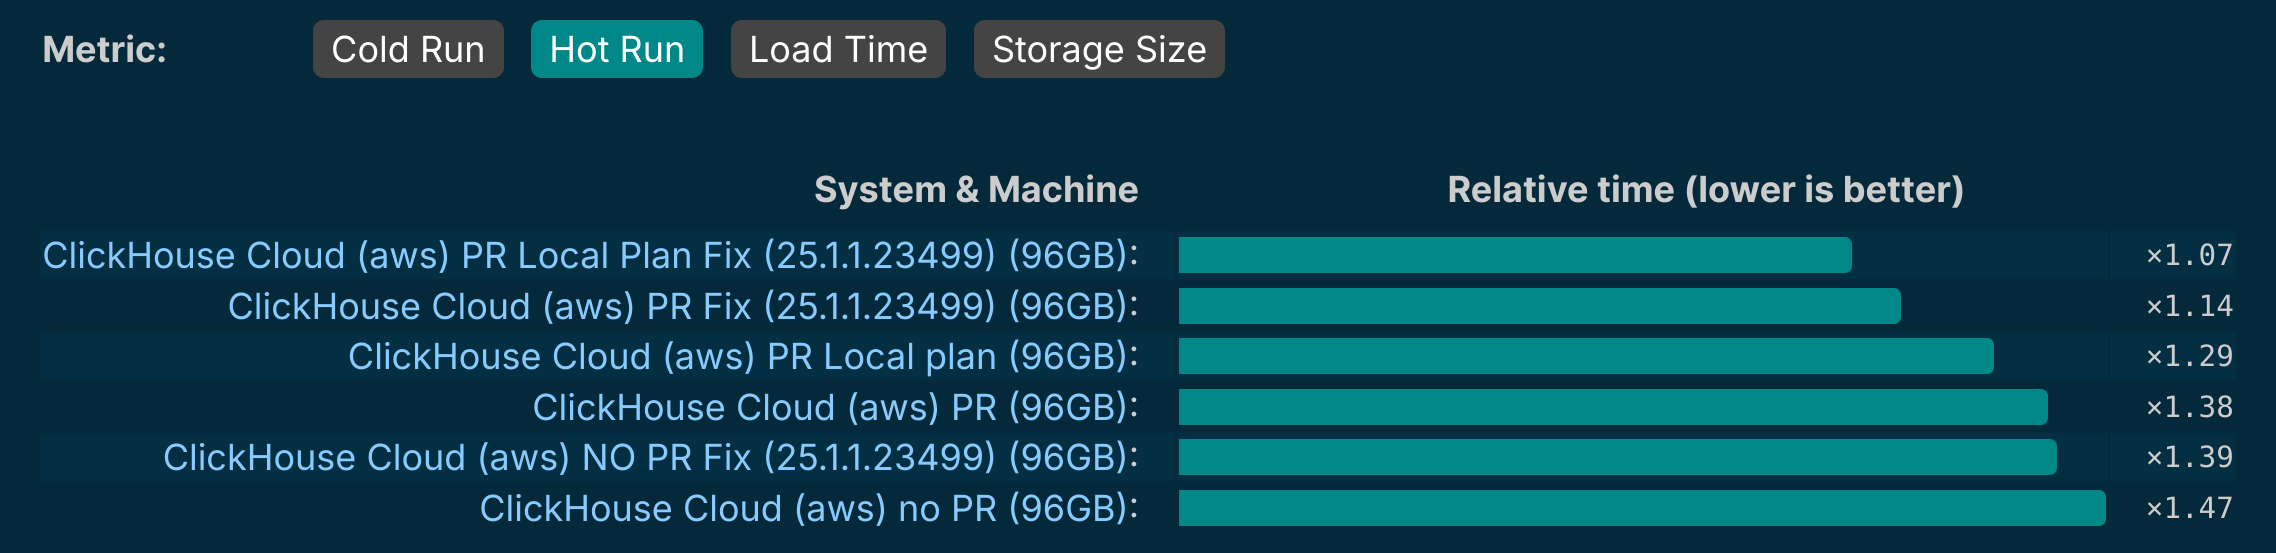 Metric: Cold Run Hot Run Load Time Storage Size
System & Machine Relative time (lower is better)
ClickHouse Cloud (aws) PR Local Plan Fix (25.1.1.23499) (96GB): ×1.07
ClickHouse Cloud (aws) PR Fix (25.1.1.23499) (96GB): ×1.14
ClickHouse Cloud (aws) PR Local plan (96GB): ×1.29
ClickHouse Cloud (aws) PR (96GB): ×1.38
ClickHouse Cloud (aws) NO PR Fix (25.1.1.23499) (96GB): ×1.39
ClickHouse Cloud (aws) no PR (96GB): ×1.47